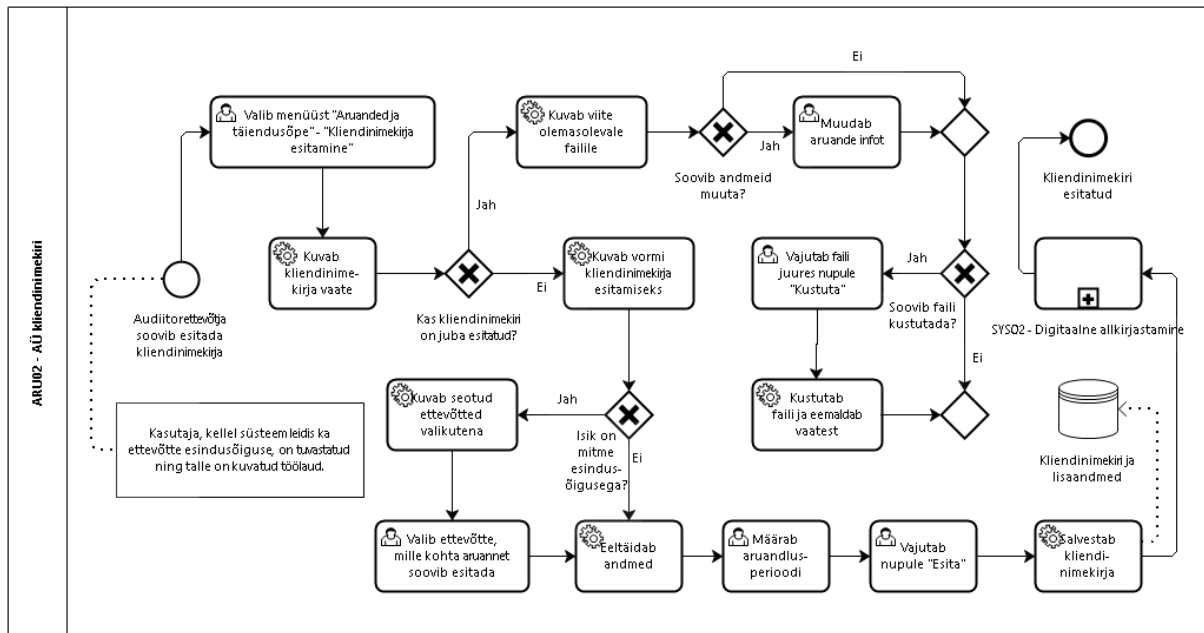 ARU02 - AÜ kliendinimekiri
Audiitorettevõtja
soovib esitada
kliendinimekirja
Kasutaja, kellel süsteem leidis ka
ettevõtte esindusõiguse, on tuvastatud
ning talle on kuvatud töölaud.
Valib menüüst "Aruanded ja
täiendusõpe" - "Kliendinimekirja
esitamine"
Kuvab
kliendinime-
kirja vaate
Kas kliendinimekiri
on juba esitatud?
Jah
Ei
Kuvab viite
olemasolevale
failile
Soovib andmeid
muuta?
Ei
Jah
Muudab
aruande infot
Soovib faili
kustutada?
Jah
Ei
Vajutab faili
juures nupule
"Kustuta"
Kustutab
faili ja eemaldab
vaatest
Kuvab vormi
kliendinimekirja
esitamiseks
Isik on
mitme
esindus-
õigusega?
Jah
Ei
Kuvab seotud
ettevõtted
valikutena
Valib ettevõtte,
mille kohta aruannet
soovib esitada
Eeltäidab
andmed
Määrab
aruandlus-
perioodi
Vajutab
nupule "Esita"
Salvestab
kliendi-
nimekirja
Kliendinimekiri ja
lisaandmed
SYS02 - Digitaalne allkirjastamine
Kliendinimekiri
esitatud